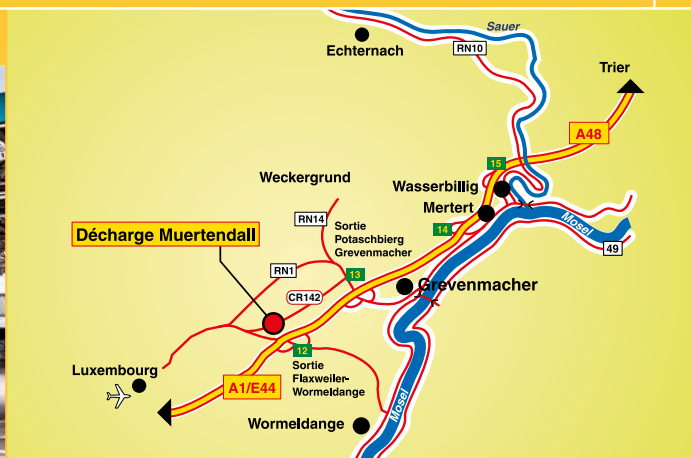 Sauer
Echternach
RN10
Trier
A48
15
Weckergrund
Wasserbillig
Mertert
RN14
Sortie
Potaschbierg
Grevenmacher
14
Mosel
49
Décharge Muertendall
RN1
13
CR142
Grevenmacher
12
Sortie
Flaxweiler-
Wormeldange
Luxembourg
A1/E44
Mosel
Wormeldange